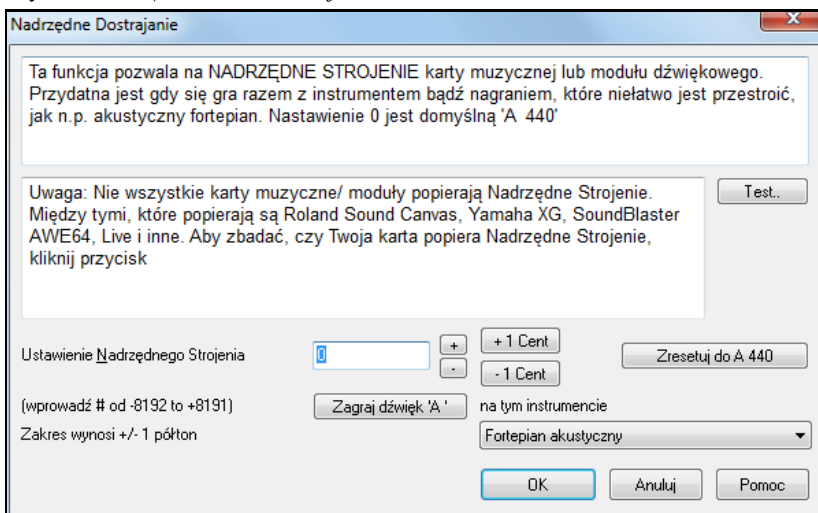 Nadrzędne Dostrajanie
Ta funkcja pozwala na NADRZĘDNE STROJENIE karty muzycznej lub modułu dźwiękowego.
Przydatna jest gdy się gra razem z instrumentem bądź nagraniem, które niełatwo jest przestroić,
jak n.p. akustyczny fortepian. Nastawienie 0 jest domyślną 'A 440'
Uwaga: Nie wszystkie karty muzyczne/ moduły popierają Nadrzędne Strojenie.
Między tymi, które popierają są Roland Sound Canvas, Yamaha XG, SoundBlaster
AWE64, Live i inne. Aby zbadać, czy Twoja karta popiera Nadrzędne Strojenie,
kliknij przycisk
Test..
Ustawienie Nadrzędnego Strojenia
0
+
-
+ 1 Cent
- 1 Cent
Zresetuj do A 440
(wprowadź # od -8192 to +8191)
Zagraj dźwięk 'A '
na tym instrumencie
Zakres wynosi +/- 1 półton
Fortepian akustyczny
OK
Anuluj
Pomoc